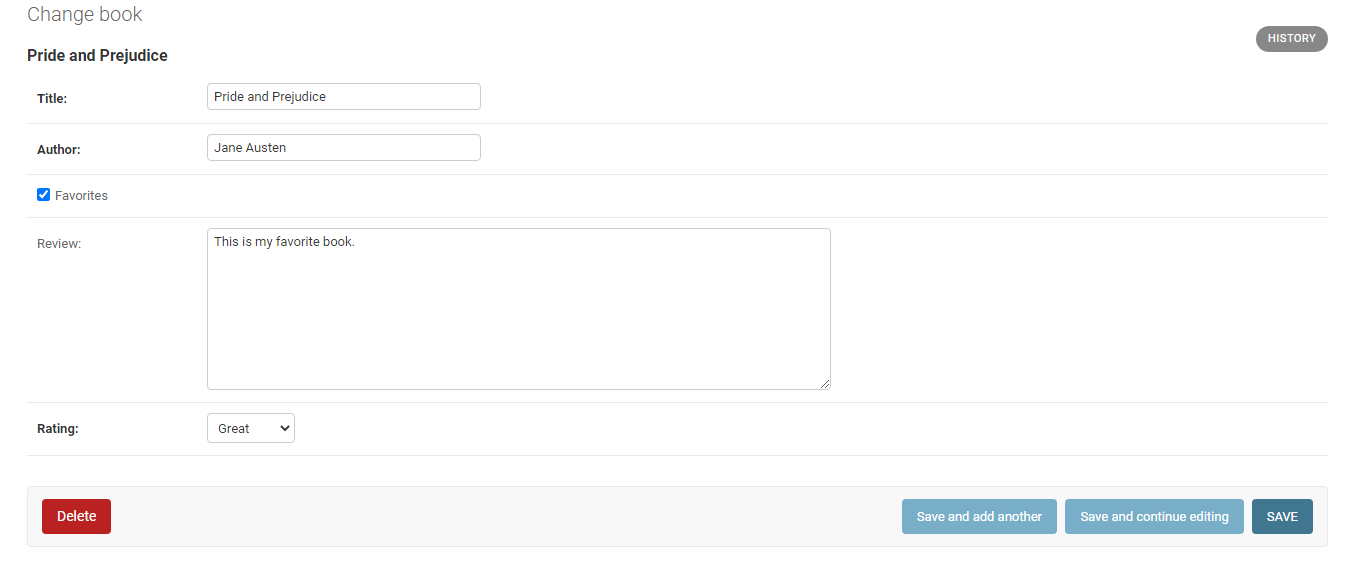 Change book
HISTORY
Pride and Prejudice
Title: Pride and Prejudice
Author: Jane Austen
Favorites
Review: This is my favorite book.
Rating: Great
Delete Save and add another Save and continue editing SAVE